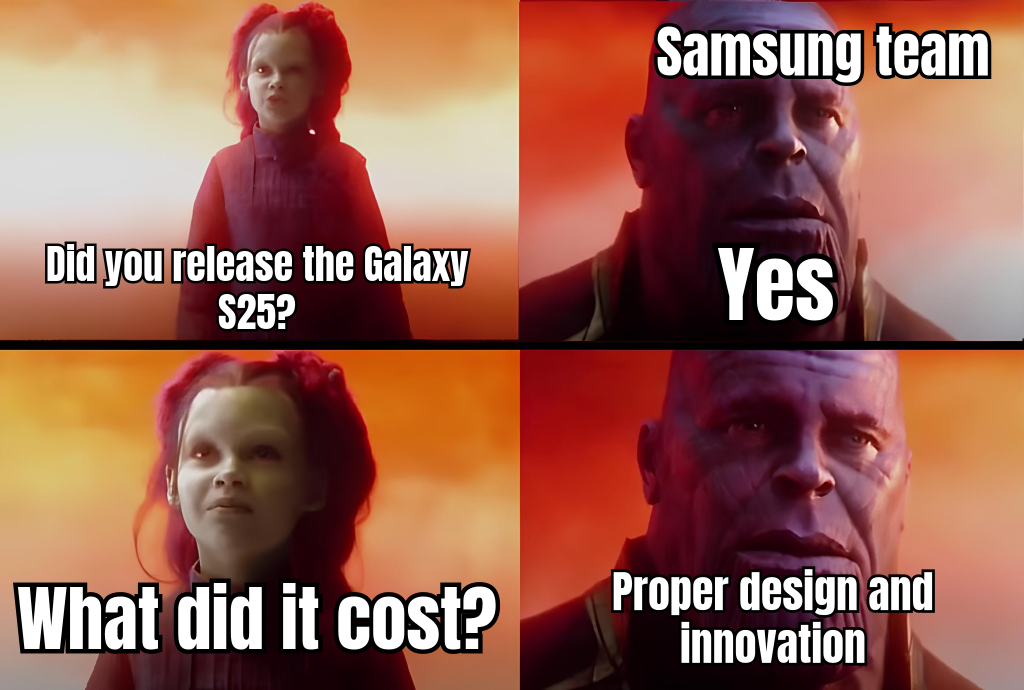 Did you release the Galaxy
S25?
Samsung team
Yes
What did it cost?
Proper design and
innovation